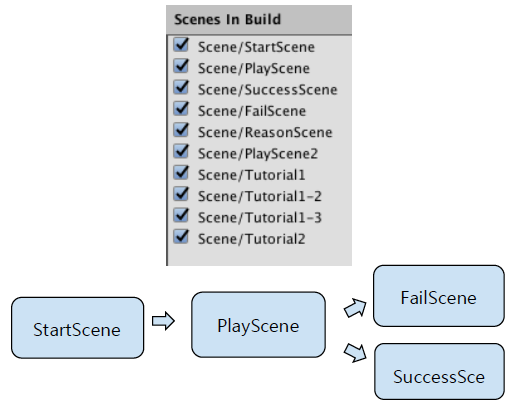 Scenes In Build
Scene/StartScene
Scene/PlayScene
Scene/SuccessScene
Scene/FailScene
Scene/ReasonScene
Scene/PlayScene2
Scene/Tutorial1
Scene/Tutorial1-2
Scene/Tutorial1-3
Scene/Tutorial2
FailScene
StartScene
PlayScene
SuccessSce